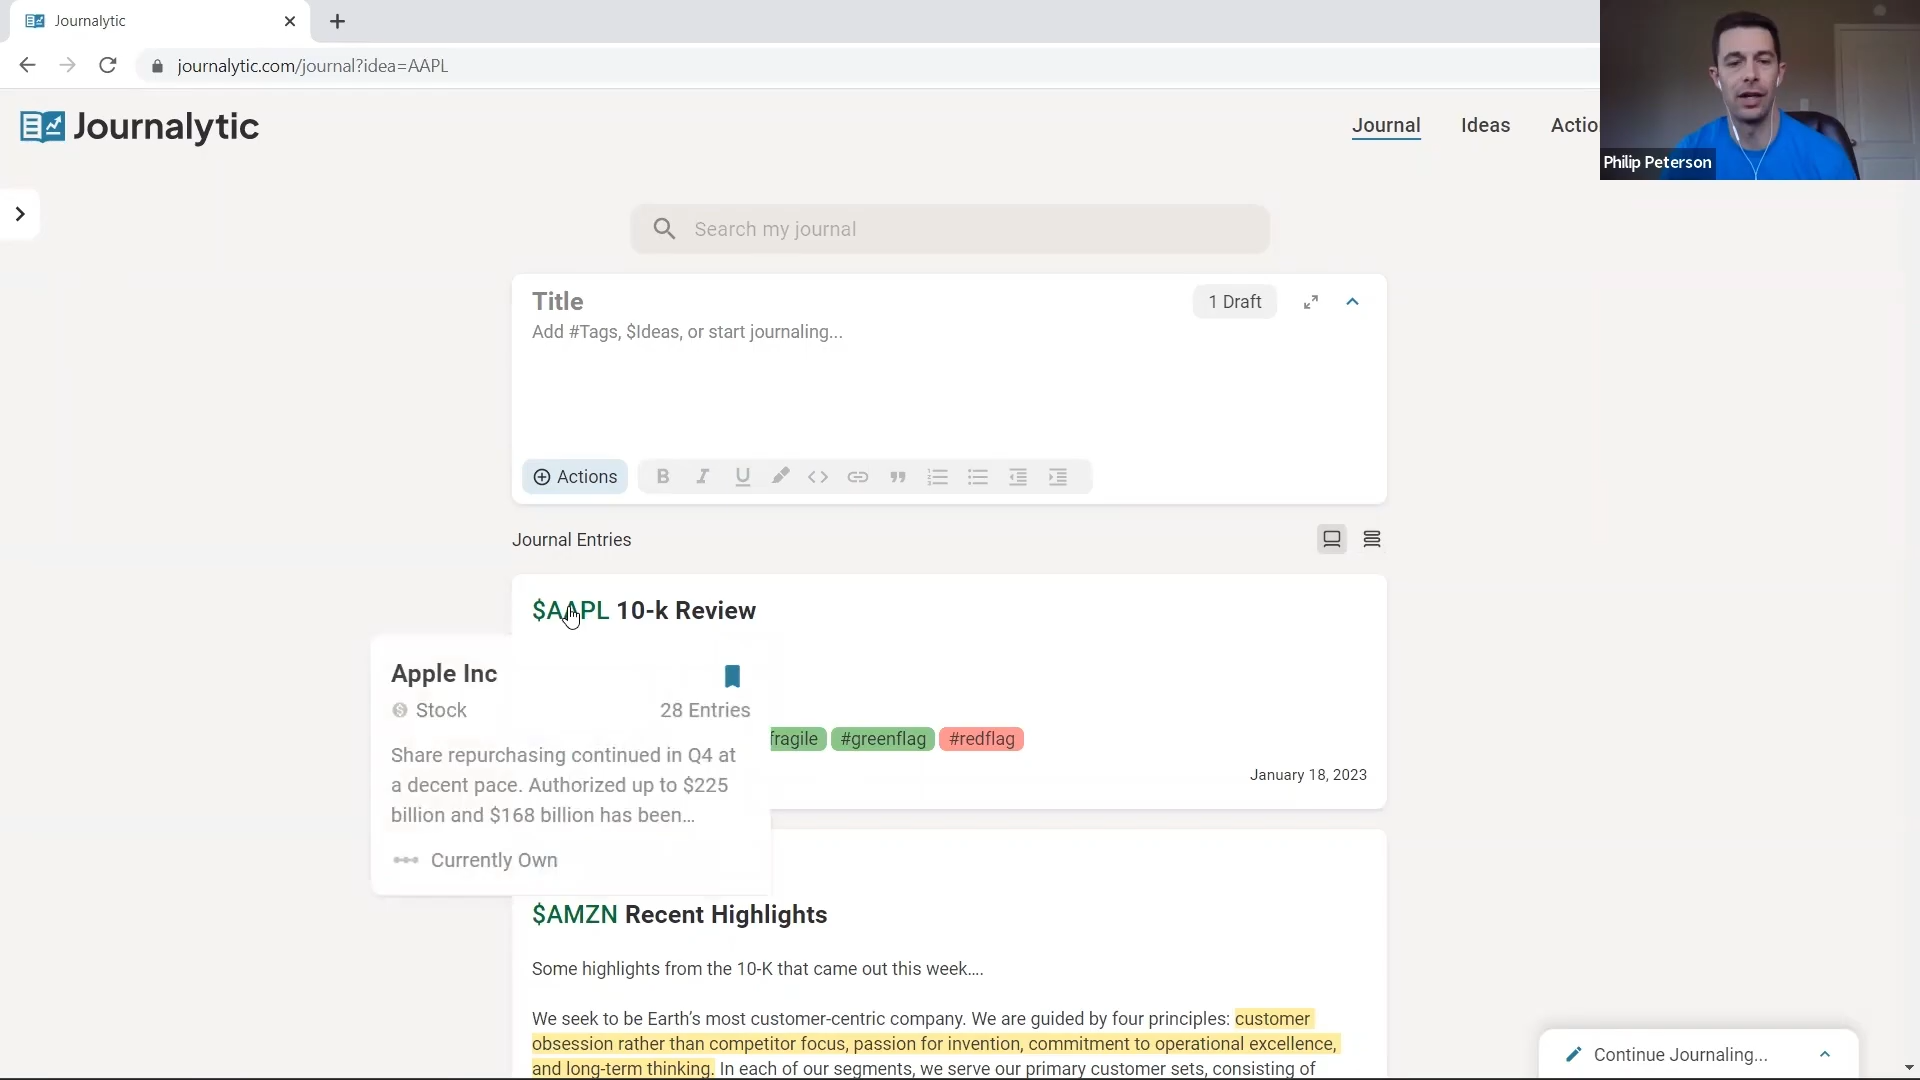 Journalytic
journalytic.com/journal?idea=AAPL
Journalytic
Journal
Ideas
Actio
Philip Peterson
Search my journal
Title
1 Draft
Add #Tags, $Ideas, or start journaling...
Actions
Journal Entries
$AAPL 10-k Review
Apple Inc
Stock
28 Entries
fragile
#greenflag
#redflag
Share repurchasing continued in Q4 at
a decent pace. Authorized up to $225
billion and $168 billion has been...
January 18, 2023
Currently Own
$AMZN Recent Highlights
Some highlights from the 10-K that came out this week....
We seek to be Earth's most customer-centric company. We are guided by four principles: customer
obsession rather than competitor focus, passion for invention, commitment to operational excellence,
and long-term thinking. In each of our segments, we serve our primary customer sets, consisting of
Continue Journaling...